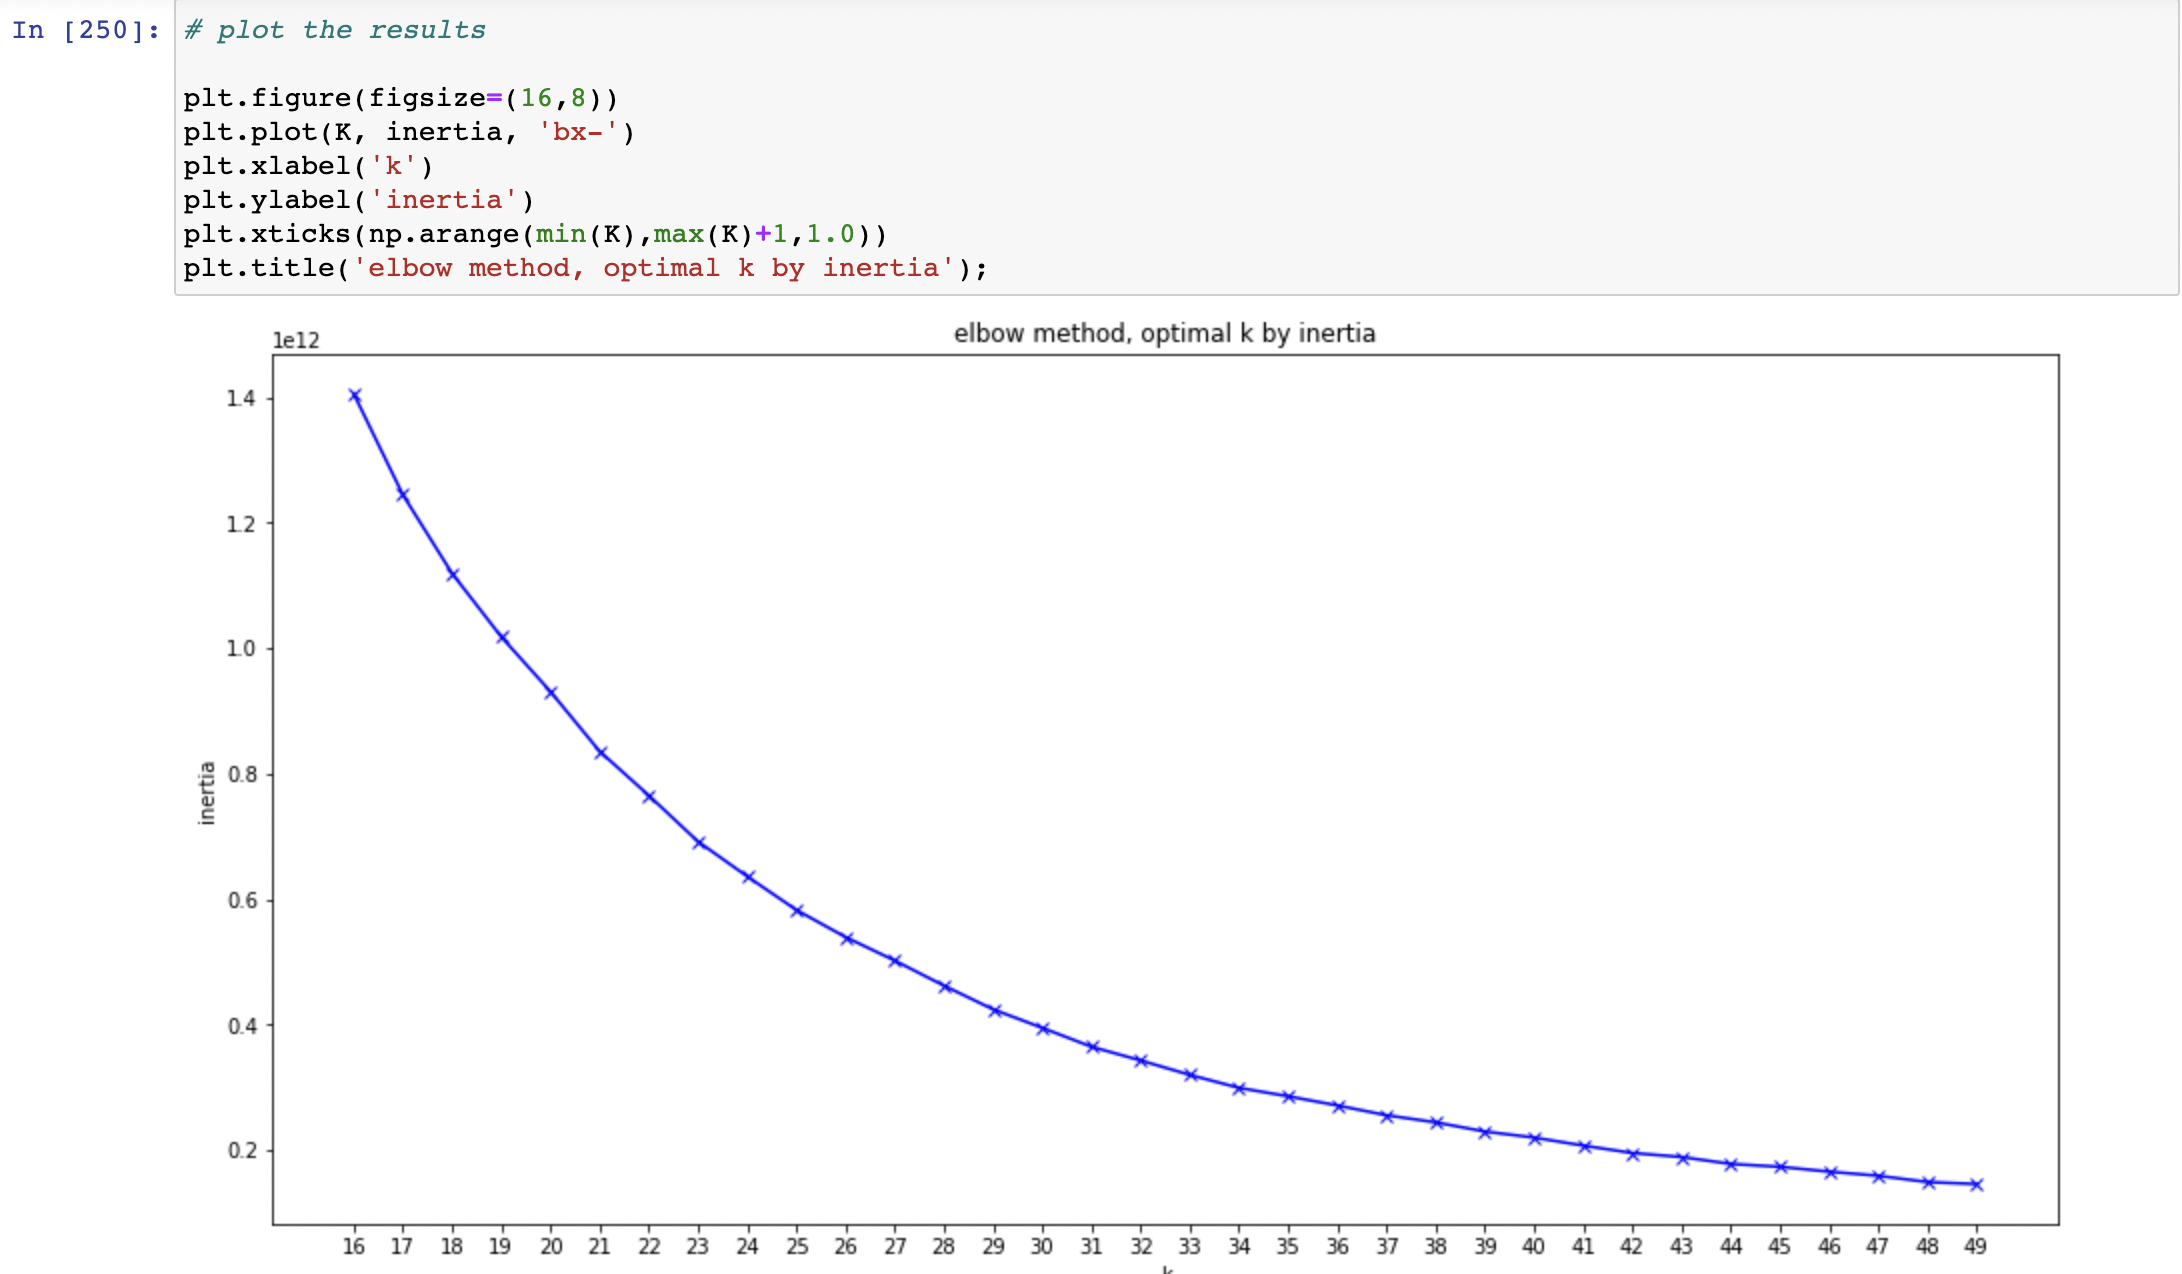 In [250]: # plot the results
plt.figure(figsize=(16,8))
plt.plot(K, inertia, 'bx-')
plt.xlabel('k')
plt.ylabel('inertia')
plt.xticks(np.arange(min(K),max(K)+1,1.0))
plt.title('elbow method, optimal k by inertia');
elbow method, optimal k by inertia
1e12
1.4
1.2
1.0
0.8
0.6
0.4
0.2
inertia
16 17 18 19 20 21 22 23 24 25 26 27 28 29 30 31 32 33 34 35 36 37 38 39 40 41 42 43 44 45 46 47 48 49
k